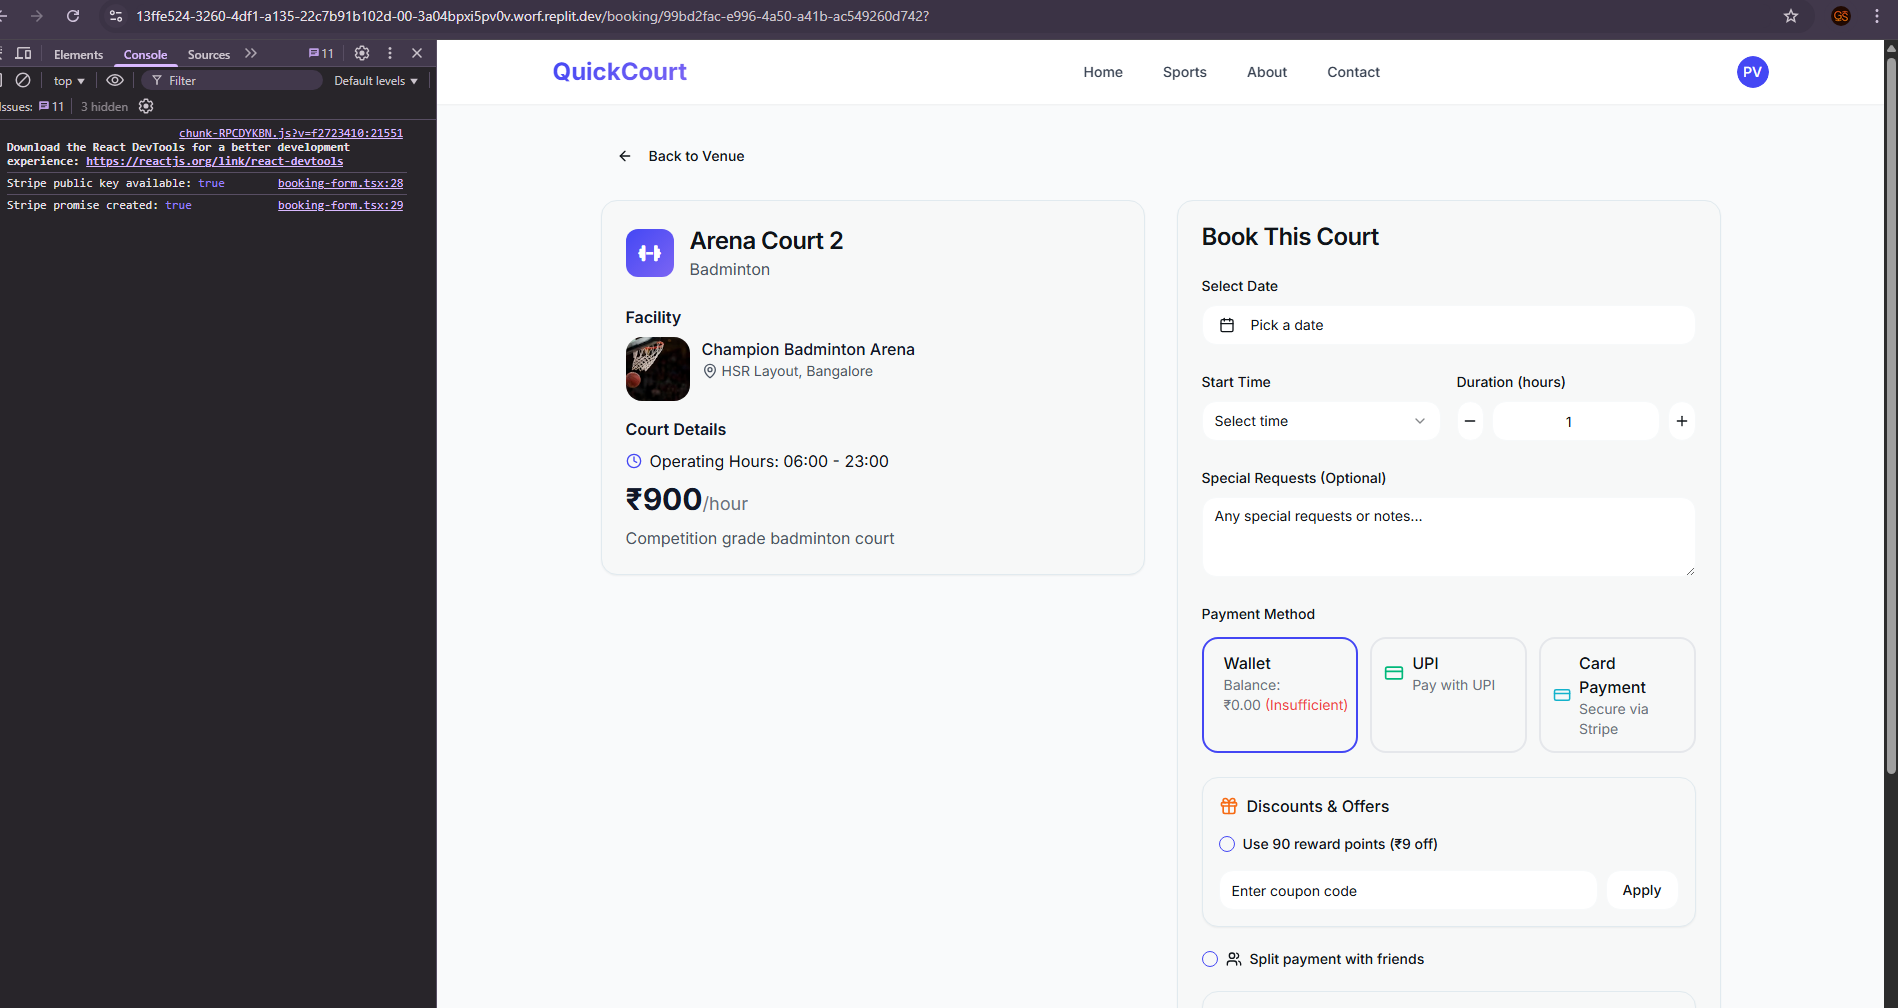 13ffe524-3260-4df1-a135-22c7b91b102d-00-3a04bpxi5pv0v.worf.replit.dev/booking/99bd2fac-e996-4a50-a41b-ac549260d742?
GS
Elements Console Sources 11
top Filter Default levels
ssues: 11 3 hidden
chunk-RPCDYKBN.js?v=f2723410:21551
Download the React DevTools for a better development
experience: https://reactjs.org/link/react-devtools
Stripe public key available: true booking-form.tsx:28
Stripe promise created: true booking-form.tsx:29
QuickCourt
Home Sports About Contact
PV
Back to Venue
Arena Court 2
Badminton
Facility
Champion Badminton Arena
HSR Layout, Bangalore
Court Details
Operating Hours: 06:00 - 23:00
₹900/hour
Competition grade badminton court
Book This Court
Select Date
Pick a date
Start Time Duration (hours)
Select time − 1 +
Special Requests (Optional)
Any special requests or notes...
Payment Method
Wallet
Balance:
₹0.00 (Insufficient)
UPI
Pay with UPI
Card
Payment
Secure via
Stripe
Discounts & Offers
Use 90 reward points (₹9 off)
Enter coupon code Apply
Split payment with friends